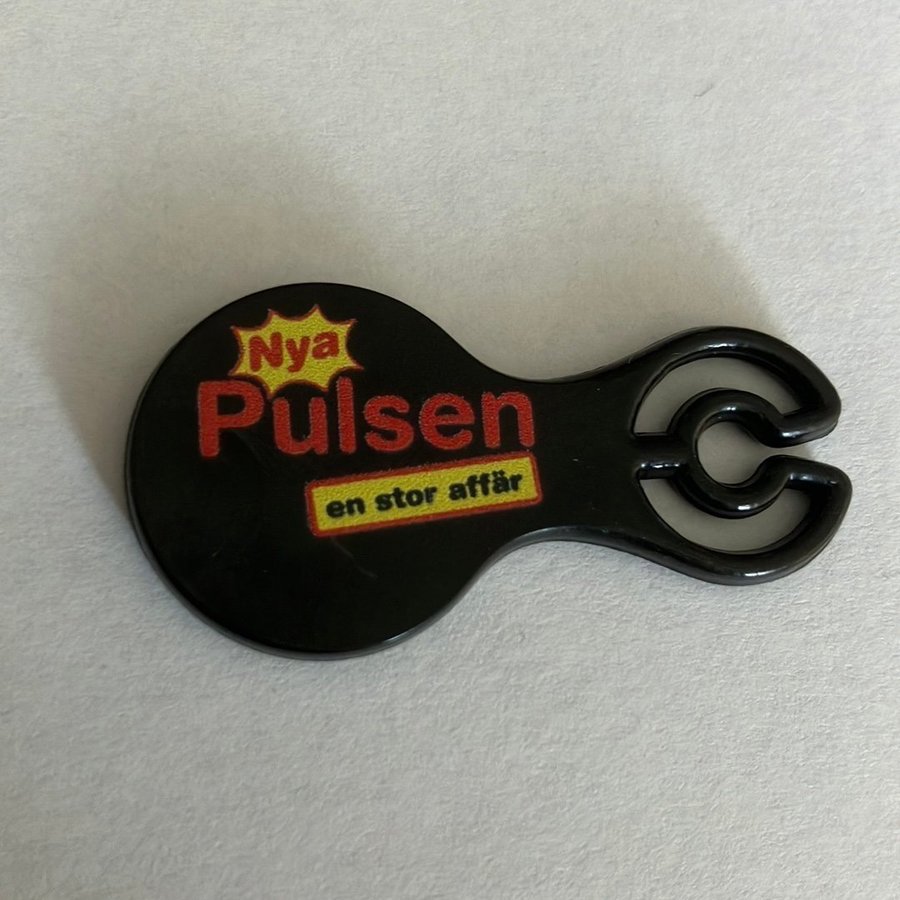 Nya
Pulsen
en stor affär